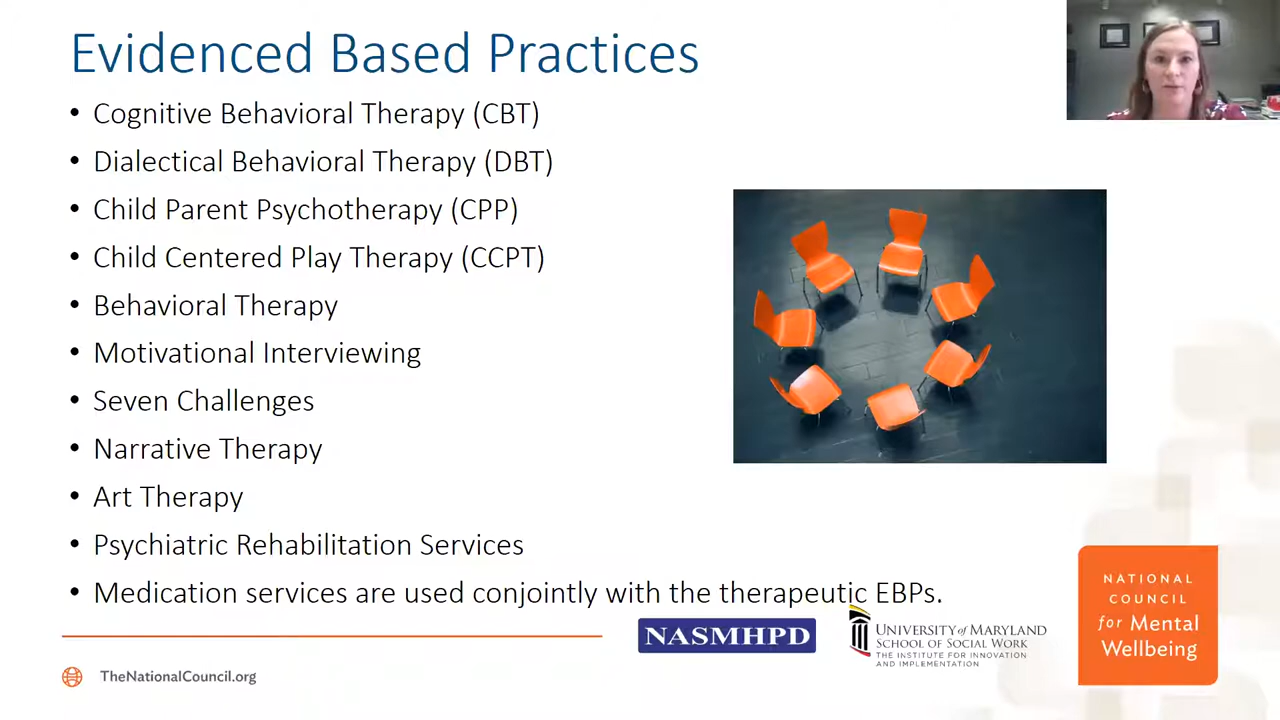 Evidenced Based Practices
• Cognitive Behavioral Therapy (CBT)
• Dialectical Behavioral Therapy (DBT)
• Child Parent Psychotherapy (CPP)
• Child Centered Play Therapy (CCPT)
• Behavioral Therapy
• Motivational Interviewing
• Seven Challenges
• Narrative Therapy
• Art Therapy
• Psychiatric Rehabilitation Services
• Medication services are used conjointly with the therapeutic EBPs.
NASMHPD
UNIVERSITY of MARYLAND
SCHOOL OF SOCIAL WORK
THE INSTITUTE FOR INNOVATION
AND IMPLEMENTATION
NATIONAL
COUNCIL
for Mental
Wellbeing
TheNationalCouncil.org